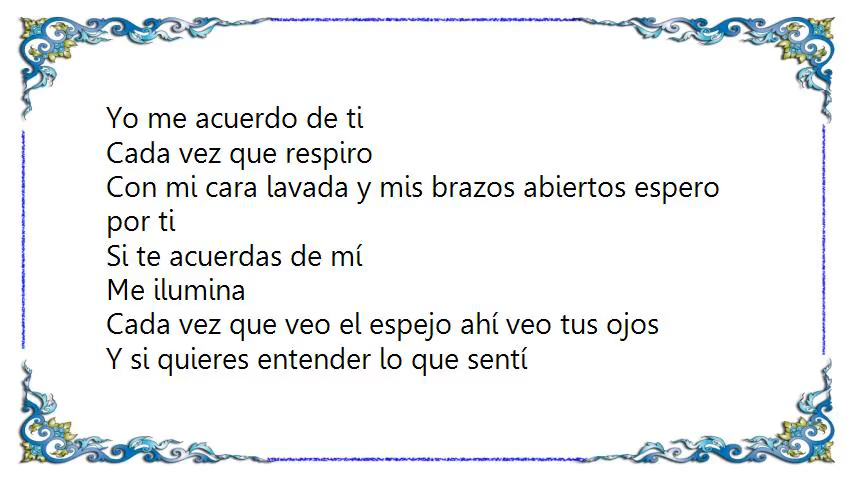 Yo me acuerdo de ti
Cada vez que respiro
Con mi cara lavada y mis brazos abiertos espero
por ti
Si te acuerdas de mí
Me ilumina
Cada vez que veo el espejo ahí veo tus ojos
Y si quieres entender lo que sentí